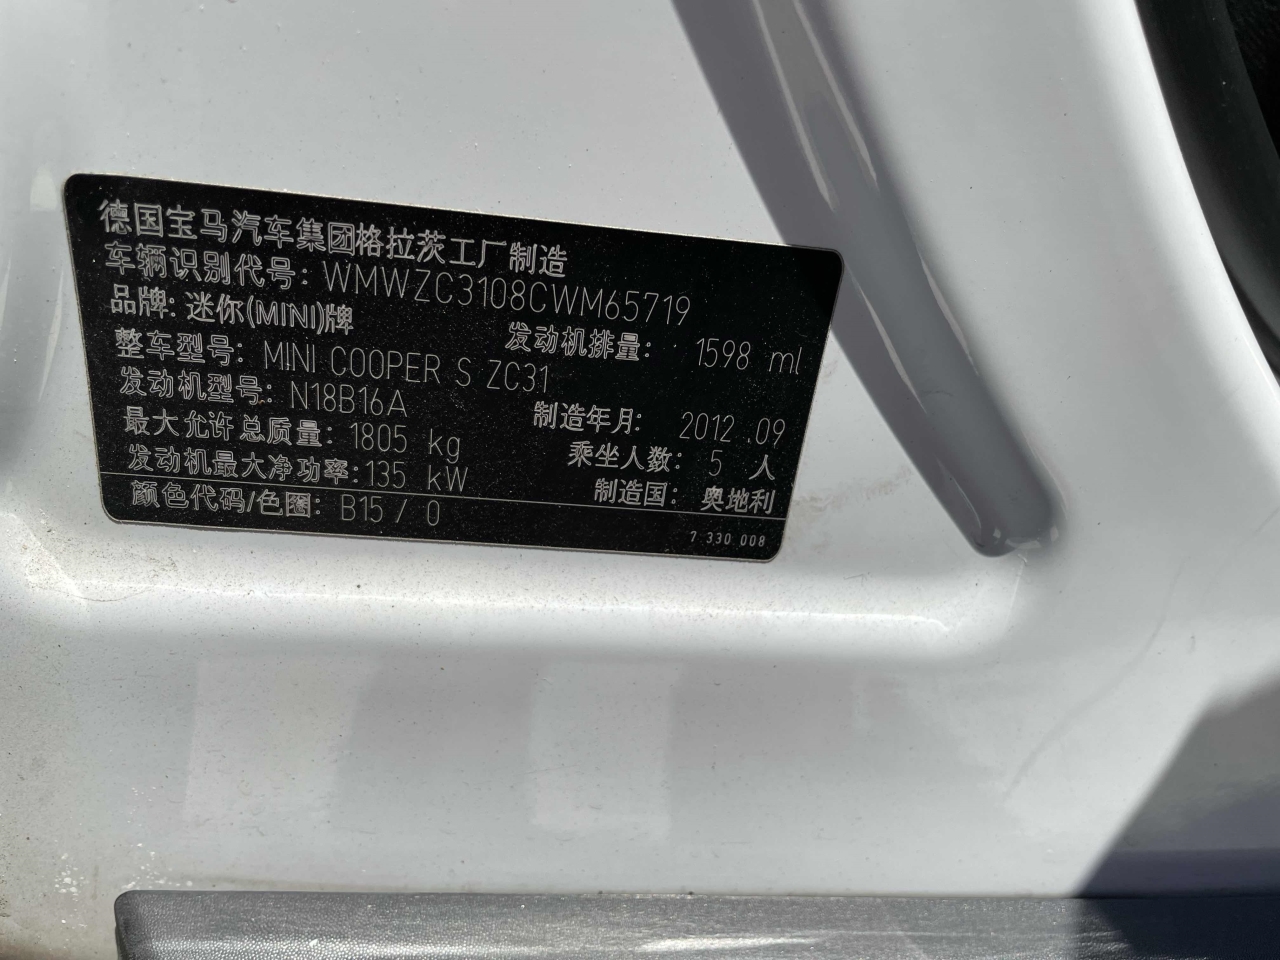 德国宝马汽车集团格拉茨工厂制造
车辆识别代号: WMWZC3108CWM65719
品牌: 迷你(MINI)牌
发动机排量: 1598 ml
整车型号: MINI COOPER S ZC31
发动机型号: N18B16A
制造年月: 2012.09
最大允许总质量: 1805 kg
乘坐人数: 5 人
发动机最大净功率: 135 kW
制造国: 奥地利
颜色代码/色圈: B15 / 0
7 330 008